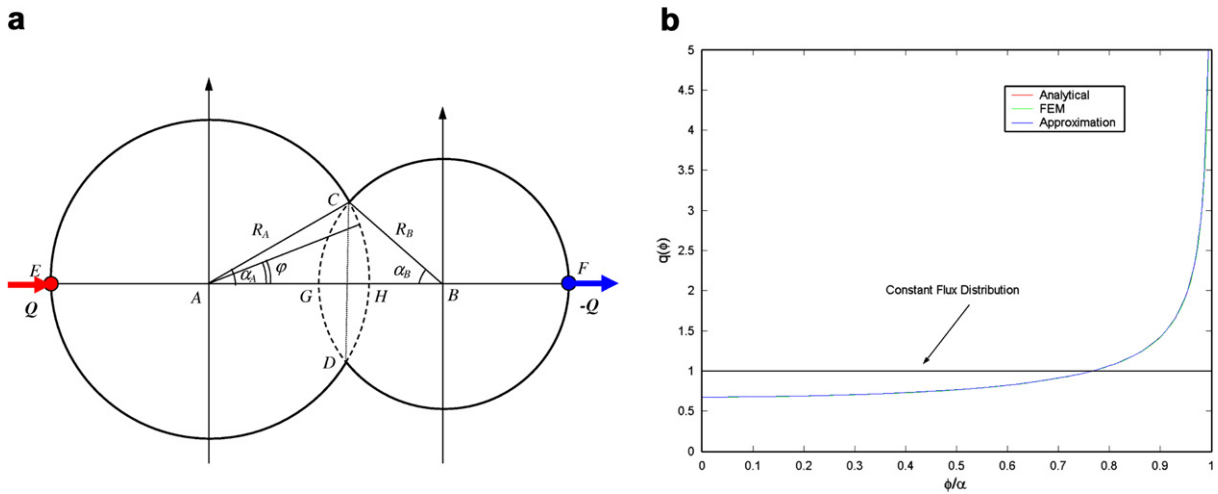 a
C
R_A
R_B
E
α_A
φ
α_B
F
Q
A
G
H
B
-Q
D
b
5
4.5
4
3.5
3
2.5
2
1.5
1
0.5
0
q(ϕ)
Analytical
FEM
Approximation
Constant Flux Distribution
0 0.1 0.2 0.3 0.4 0.5 0.6 0.7 0.8 0.9 1
ϕ/α